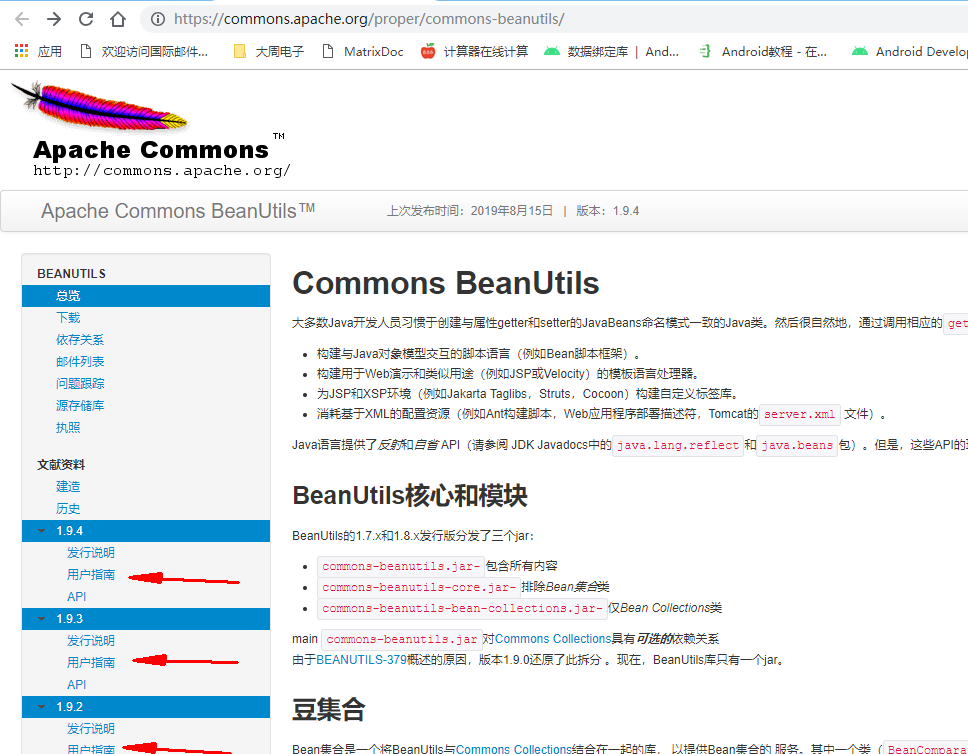 https://commons.apache.org/proper/commons-beanutils/
应用 欢迎访问国际邮件... 大周电子 MatrixDoc 计算器在线计算 数据绑定库 | And... Android教程 - 在... Android Develop
Apache Commons™
http://commons.apache.org/
Apache Commons BeanUtils™ 上次发布时间：2019年8月15日 | 版本：1.9.4
BEANUTILS
总览
下载
依存关系
邮件列表
问题跟踪
源存储库
执照
文献资料
建造
历史
1.9.4
发行说明
用户指南
API
1.9.3
发行说明
用户指南
API
1.9.2
发行说明
用户指南
Commons BeanUtils
大多数Java开发人员习惯于创建与属性getter和setter的JavaBeans命名模式一致的Java类。然后很自然地，通过调用相应的 get
构建与Java对象模型交互的脚本语言（例如Bean脚本框架）。
构建用于Web演示和类似用途（例如JSP或Velocity）的模板语言处理器。
为JSP和XSP环境（例如Jakarta Taglibs，Struts，Cocoon）构建自定义标签库。
消耗基于XML的配置资源（例如Ant构建脚本，Web应用程序部署描述符，Tomcat的 server.xml 文件）。
Java语言提供了反射和自省 API（请参阅 JDK Javadocs中的 java.lang.reflect 和 java.beans 包）。但是，这些API的
BeanUtils核心和模块
BeanUtils的1.7.x和1.8.x发行版分发了三个jar：
commons-beanutils.jar- 包含所有内容
commons-beanutils-core.jar- 排除Bean集合类
commons-beanutils-bean-collections.jar- 仅Bean Collections类
main commons-beanutils.jar 对Commons Collections具有可选的依赖关系
由于BEANUTILS-379概述的原因，版本1.9.0还原了此拆分 。现在，BeanUtils库只有一个jar。
豆集合
Bean集合是一个将BeanUtils与Commons Collections结合在一起的库， 以提供Bean集合的 服务。其中一个类（ BeanCompara